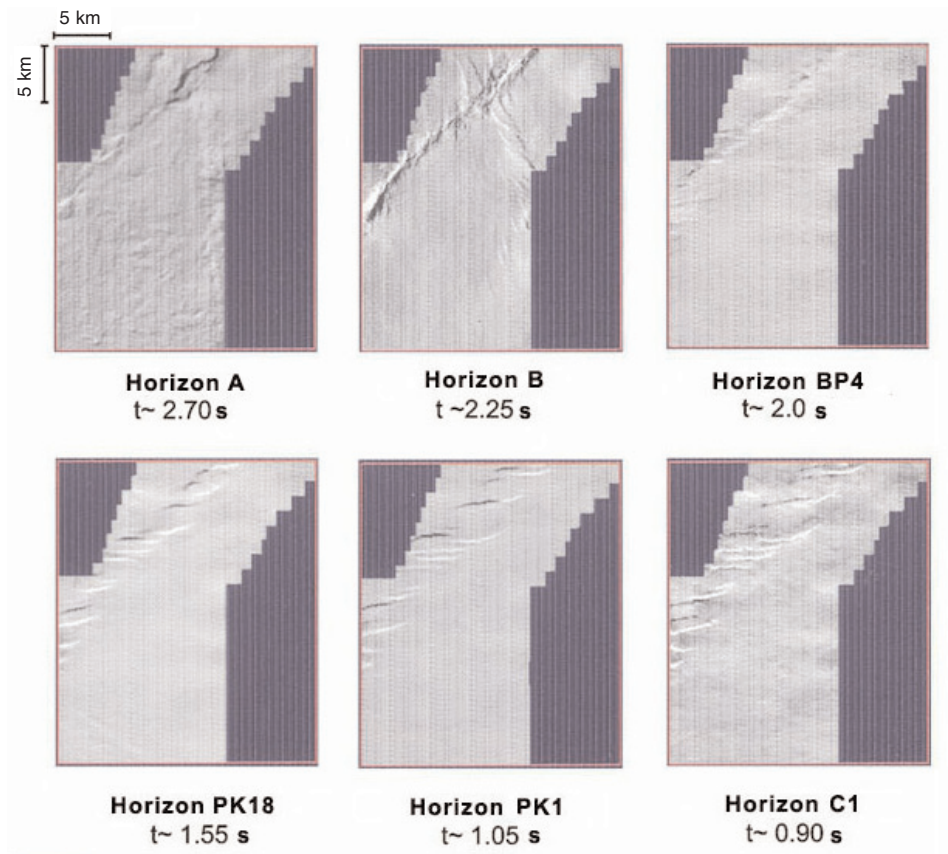 5 km
5 km
Horizon A
t~ 2.70 s
Horizon B
t ~2.25 s
Horizon BP4
t~ 2.0 s
Horizon PK18
t~ 1.55 s
Horizon PK1
t~ 1.05 s
Horizon C1
t~ 0.90 s